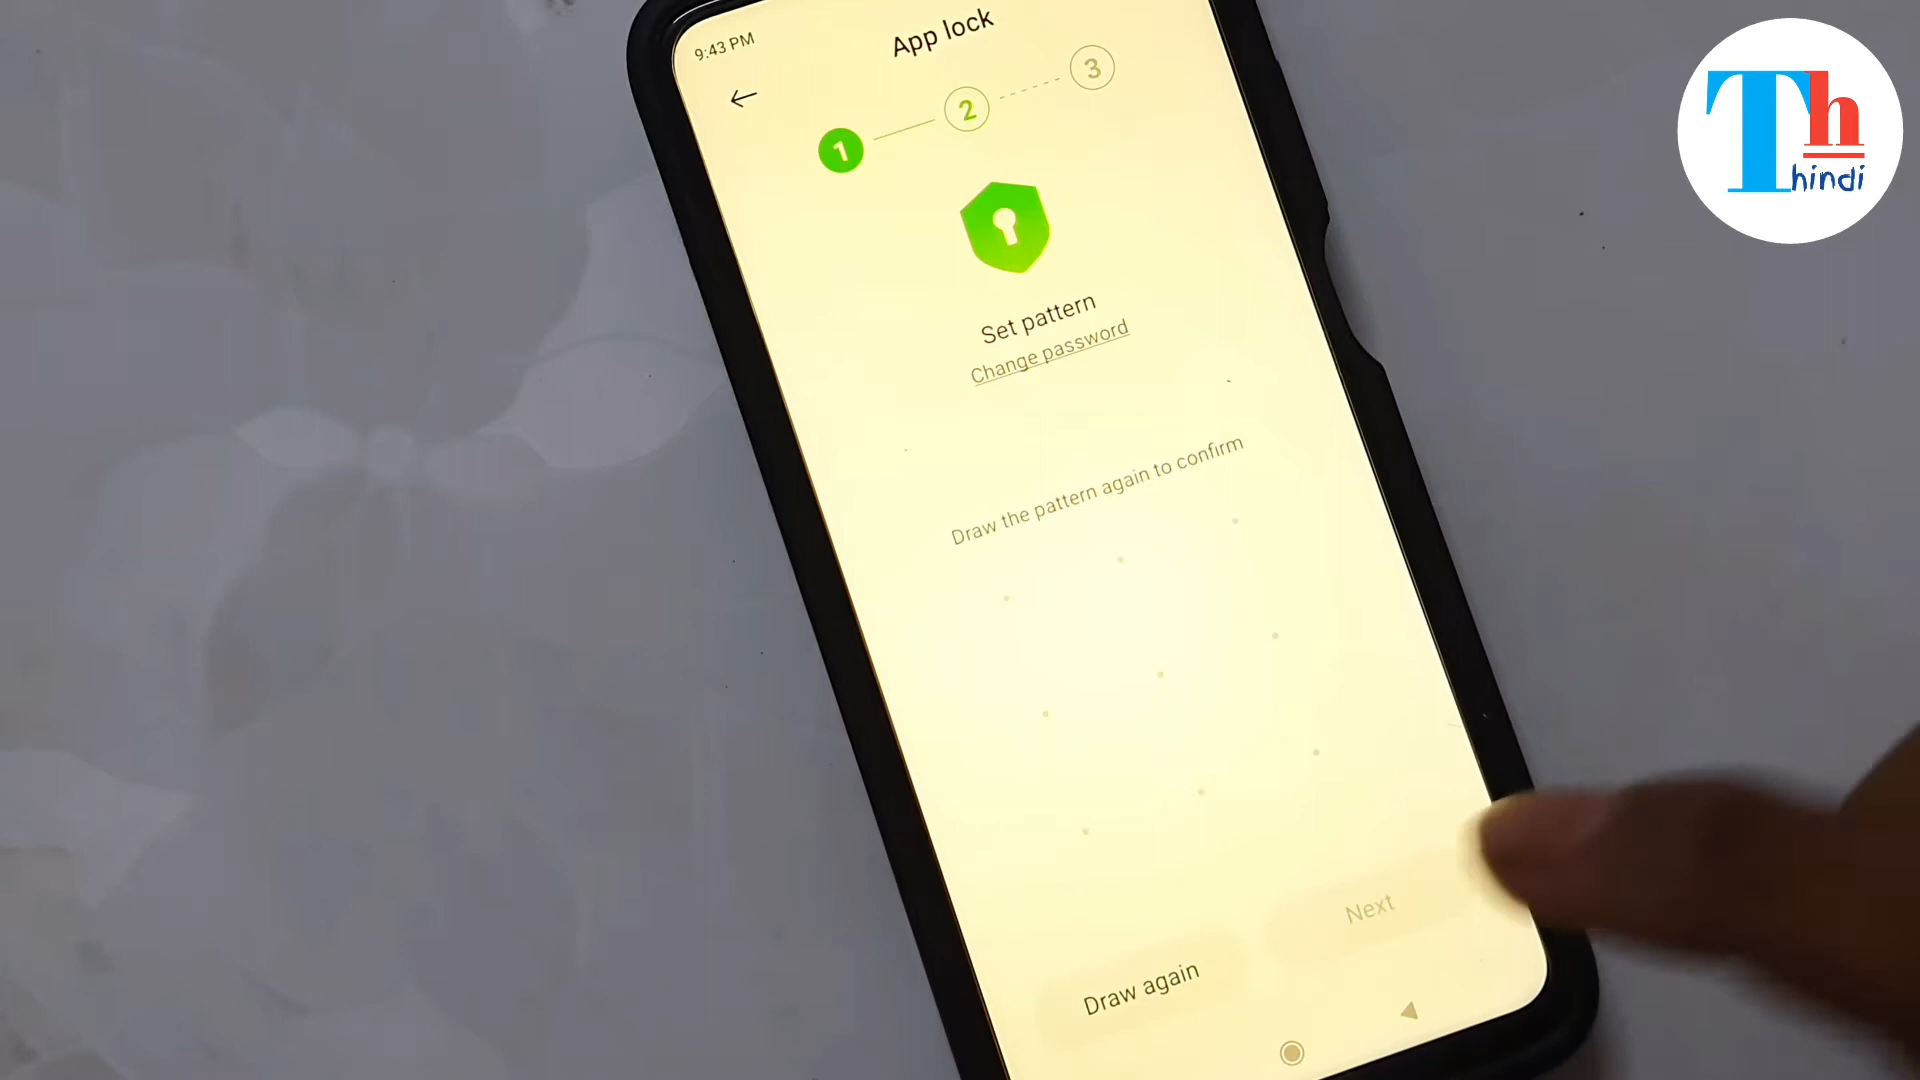 9:43 PM
App lock
1
2
3
Set pattern
Change password
Draw the pattern again to confirm
Next
Draw again
Th
hindi